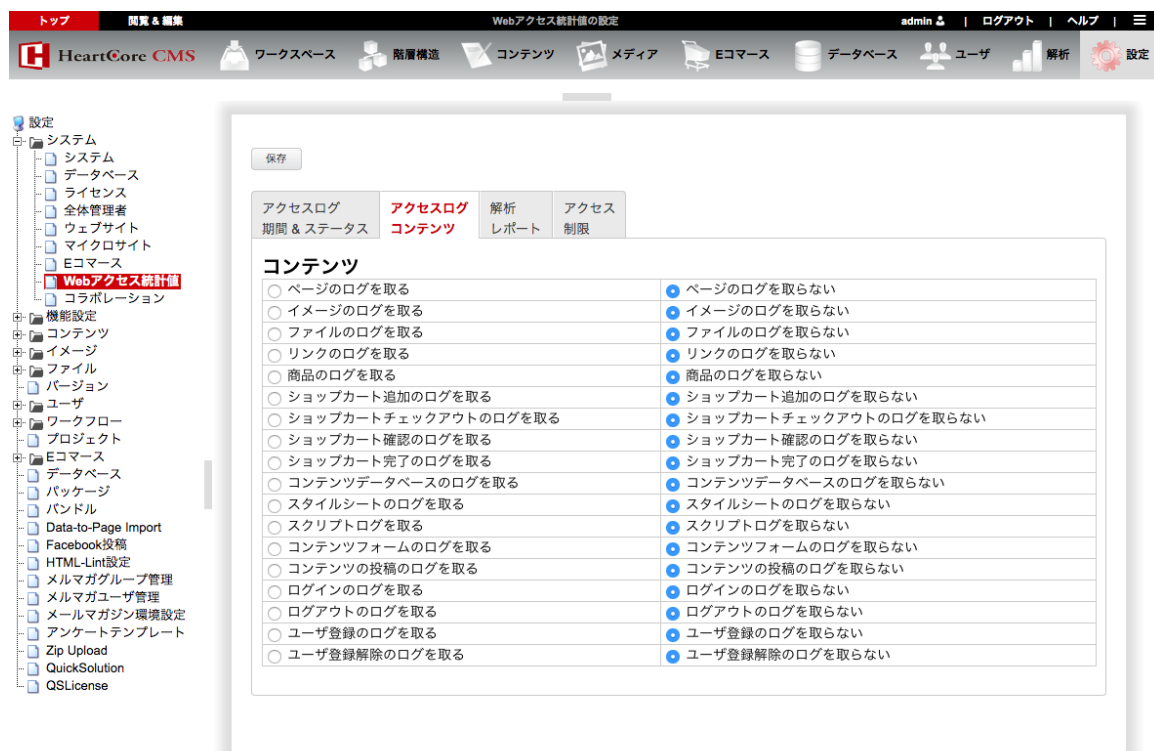 トップ 閲覧 & 編集 Webアクセス統計値の設定 admin | ログアウト | ヘルプ |
HeartCore CMS ワークスペース 階層構造 コンテンツ メディア Eコマース データベース ユーザ 解析 設定
設定
システム
システム
データベース
ライセンス
全体管理者
ウェブサイト
マイクロサイト
Eコマース
Webアクセス統計値
コラボレーション
機能設定
コンテンツ
イメージ
ファイル
バージョン
ユーザ
ワークフロー
プロジェクト
Eコマース
データベース
パッケージ
バンドル
Data-to-Page Import
Facebook投稿
HTML-Lint設定
メルマガグループ管理
メルマガユーザ管理
メールマガジン環境設定
アンケートテンプレート
Zip Upload
QuickSolution
QSLicense
保存
アクセスログ アクセスログ 解析 アクセス
期間 & ステータス コンテンツ レポート 制限
コンテンツ
ページのログを取る ページのログを取らない
イメージのログを取る イメージのログを取らない
ファイルのログを取る ファイルのログを取らない
リンクのログを取る リンクのログを取らない
商品のログを取る 商品のログを取らない
ショップカート追加のログを取る ショップカート追加のログを取らない
ショップカートチェックアウトのログを取る ショップカートチェックアウトのログを取らない
ショップカート確認のログを取る ショップカート確認のログを取らない
ショップカート完了のログを取る ショップカート完了のログを取らない
コンテンツデータベースのログを取る コンテンツデータベースのログを取らない
スタイルシートのログを取る スタイルシートのログを取らない
スクリプトログを取る スクリプトログを取らない
コンテンツフォームのログを取る コンテンツフォームのログを取らない
コンテンツの投稿のログを取る コンテンツの投稿のログを取らない
ログインのログを取る ログインのログを取らない
ログアウトのログを取る ログアウトのログを取らない
ユーザ登録のログを取る ユーザ登録のログを取らない
ユーザ登録解除のログを取る ユーザ登録解除のログを取らない